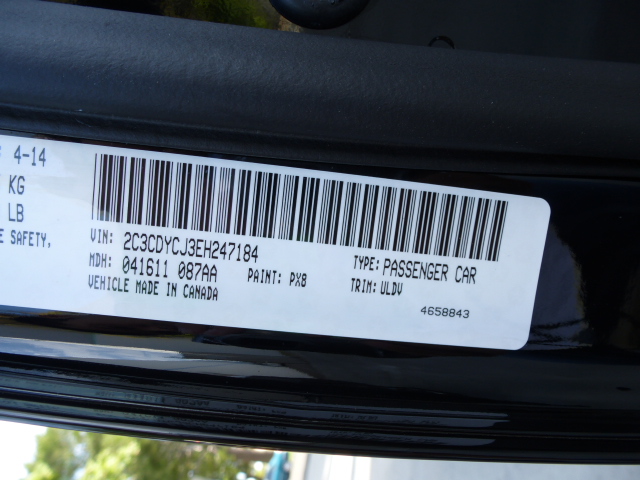 4-14
KG
LB
SAFETY,
VIN: 2C3CDYCJ3EH247184
MDH: 041611 087AA PAINT: PX8
VEHICLE MADE IN CANADA
TYPE: PASSENGER CAR
TRIM: ULDV
4658843